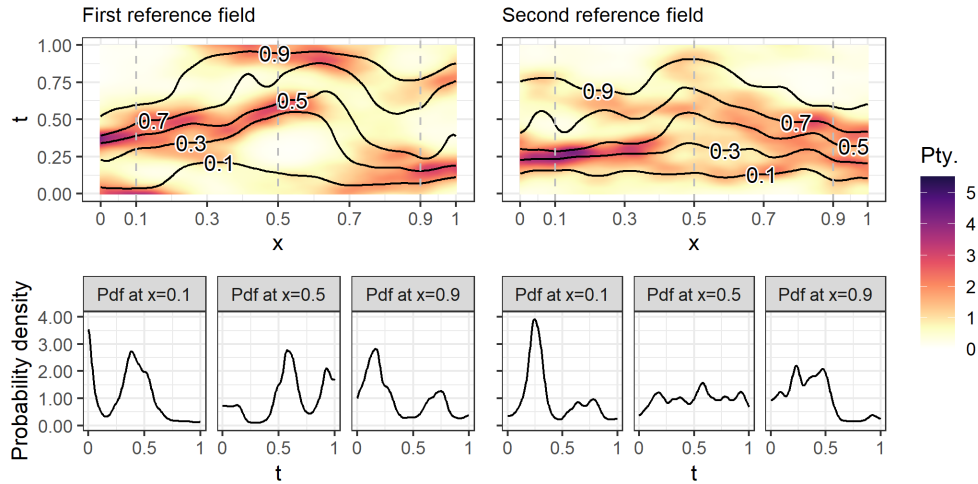 First reference field
Second reference field
t
1.00
0.75
0.50
0.25
0.00
0.9
0.7
0.5
0.3
0.1
0.9
0.7
0.5
0.3
0.1
0 0.1 0.3 0.5 0.7 0.9 1
0 0.1 0.3 0.5 0.7 0.9 1
x
x
Pty.
5
4
3
2
1
0
Probability density
Pdf at x=0.1
Pdf at x=0.5
Pdf at x=0.9
Pdf at x=0.1
Pdf at x=0.5
Pdf at x=0.9
4.00
3.00
2.00
1.00
0.00
0 0.5 1
0 0.5 1
0 0.5 1
0 0.5 1
0 0.5 1
0 0.5 1
t
t